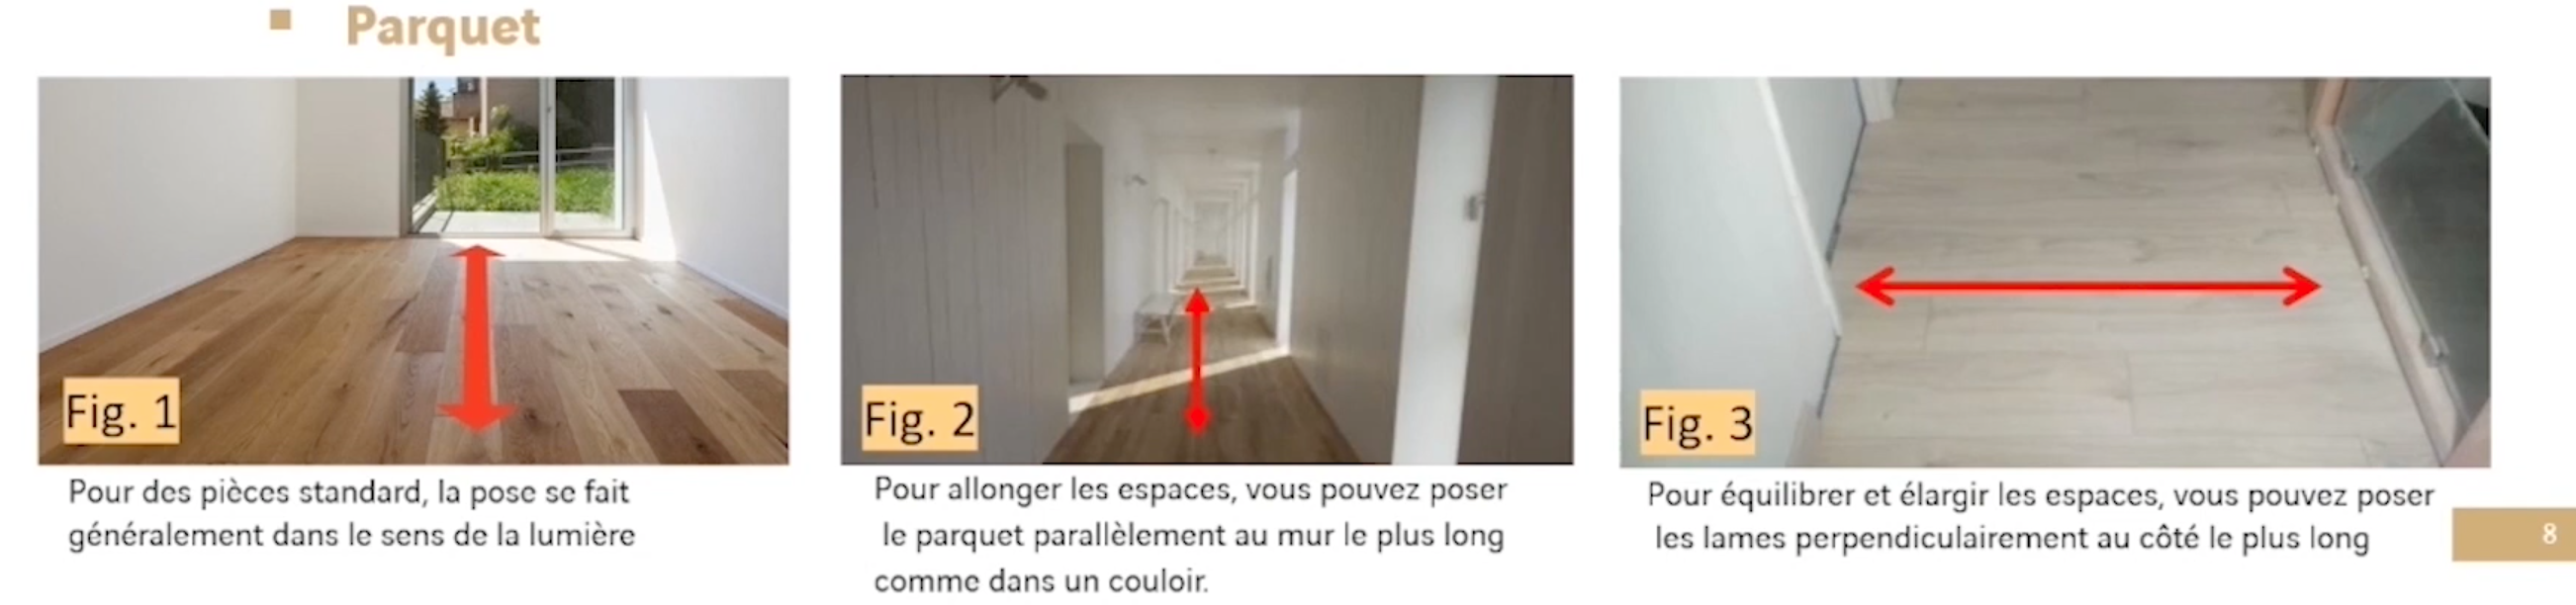 Parquet
Fig. 1
Fig. 2
Fig. 3
Pour des pièces standard, la pose se fait
généralement dans le sens de la lumière
Pour allonger les espaces, vous pouvez poser
le parquet parallèlement au mur le plus long
comme dans un couloir.
Pour équilibrer et élargir les espaces, vous pouvez poser
les lames perpendiculairement au côté le plus long
8